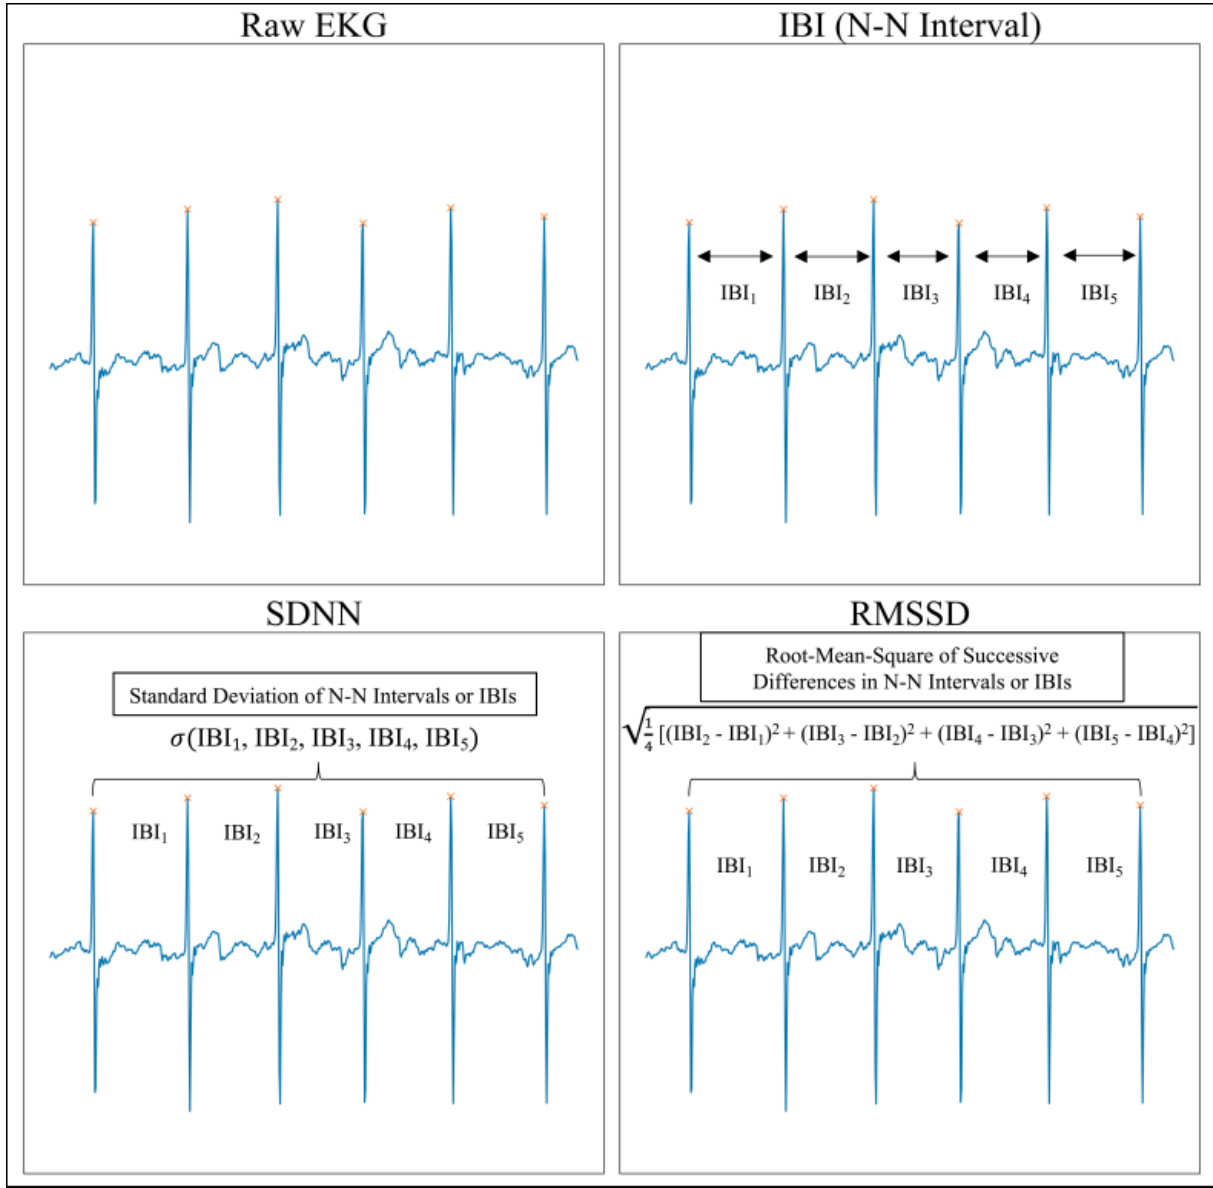 Raw EKG
IBI (N-N Interval)
IBI₁ IBI₂ IBI₃ IBI₄ IBI₅
SDNN
Standard Deviation of N-N Intervals or IBIs
σ(IBI₁, IBI₂, IBI₃, IBI₄, IBI₅)
IBI₁ IBI₂ IBI₃ IBI₄ IBI₅
RMSSD
Root-Mean-Square of Successive
Differences in N-N Intervals or IBIs
√(¼ [(IBI₂ - IBI₁)² + (IBI₃ - IBI₂)² + (IBI₄ - IBI₃)² + (IBI₅ - IBI₄)²])
IBI₁ IBI₂ IBI₃ IBI₄ IBI₅